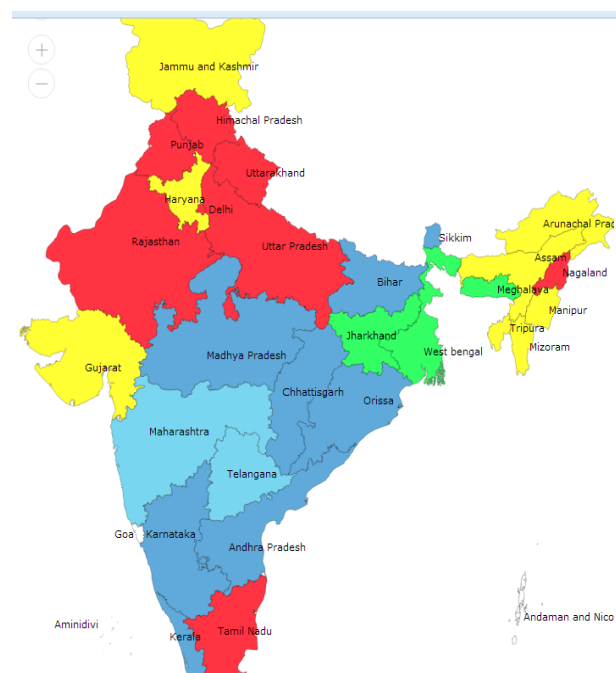 +
−
Jammu and Kashmir
Himachal Pradesh
Punjab
Uttarakhand
Haryana
Delhi
Rajasthan
Uttar Pradesh
Arunachal Prad
Sikkim
Assam
Nagaland
Bihar
Meghalaya
Manipur
Tripura
Mizoram
Jharkhand
West bengal
Madhya Pradesh
Gujarat
Chhattisgarh
Orissa
Maharashtra
Telangana
Goa
Karnataka
Andhra Pradesh
Andaman and Nico
Aminidivi
Kerala
Tamil Nadu